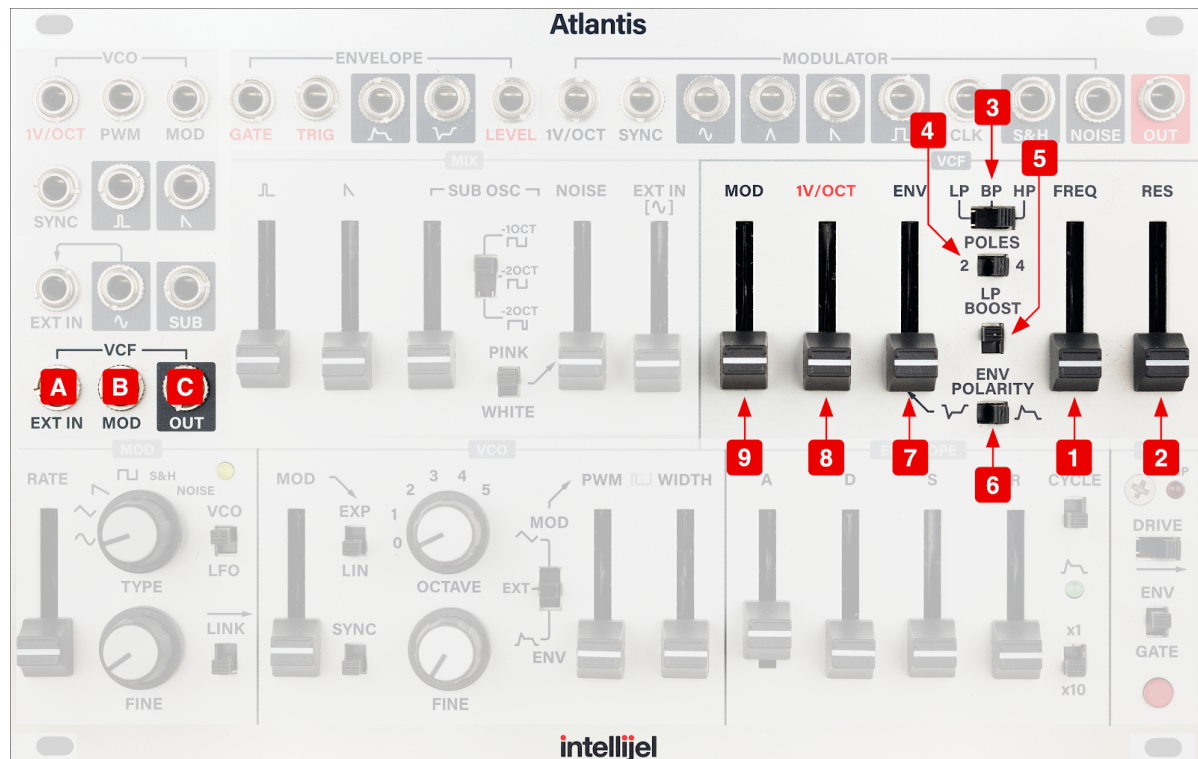 Atlantis
VCO
ENVELOPE
MODULATOR
1V/OCT PWM MOD GATE TRIG LEVEL 1V/OCT SYNC CLK S&H NOISE OUT
3
4
5
MIX
VCF
SYNC
SUB OSC NOISE EXT IN
MOD 1V/OCT ENV LP BP HP FREQ RES
-1OCT
POLES
2 4
-2OCT
LP
BOOST
EXT IN SUB
-2OCT
VCF
PINK
ENV
POLARITY
A B C
EXT IN MOD OUT
WHITE
9 8 7 6 1 2
MOD
VCO
RATE
S&H
NOISE
MOD
2 3 4 5
PWM WIDTH
A D S R CYCLE
VCO
EXP
1
MOD
DRIVE
0
LFO
LIN
TYPE
OCTAVE
EXT
ENV
LINK
SYNC
ENV
x1
GATE
x10
FINE
FINE
intellijel